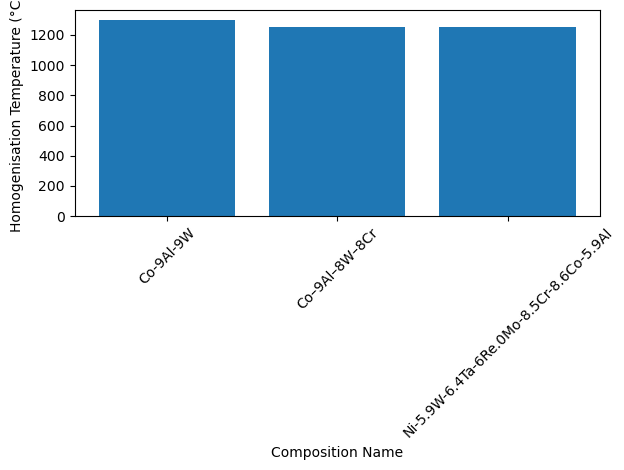 Homogenisation Temperature (°C
1200
1000
800
600
400
200
0
Co-9Al-9W
Co–9Al–8W–8Cr
Ni-5.9W-6.4Ta-6Re.0Mo-8.5Cr-8.6Co-5.9Al
Composition Name